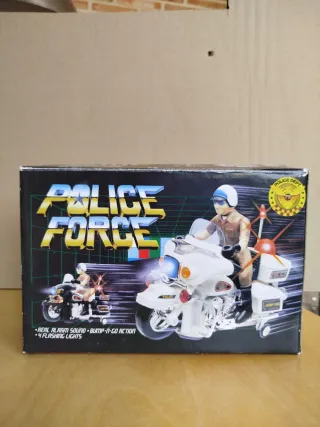 POLICE
FORCE
• REAL ALARM SOUND • BUMP-N-GO ACTION
• 4 FLASHING LIGHTS